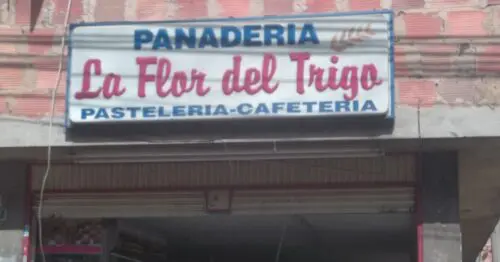 PANADERIA
La Flor del Trigo
PASTELERIA-CAFETERIA